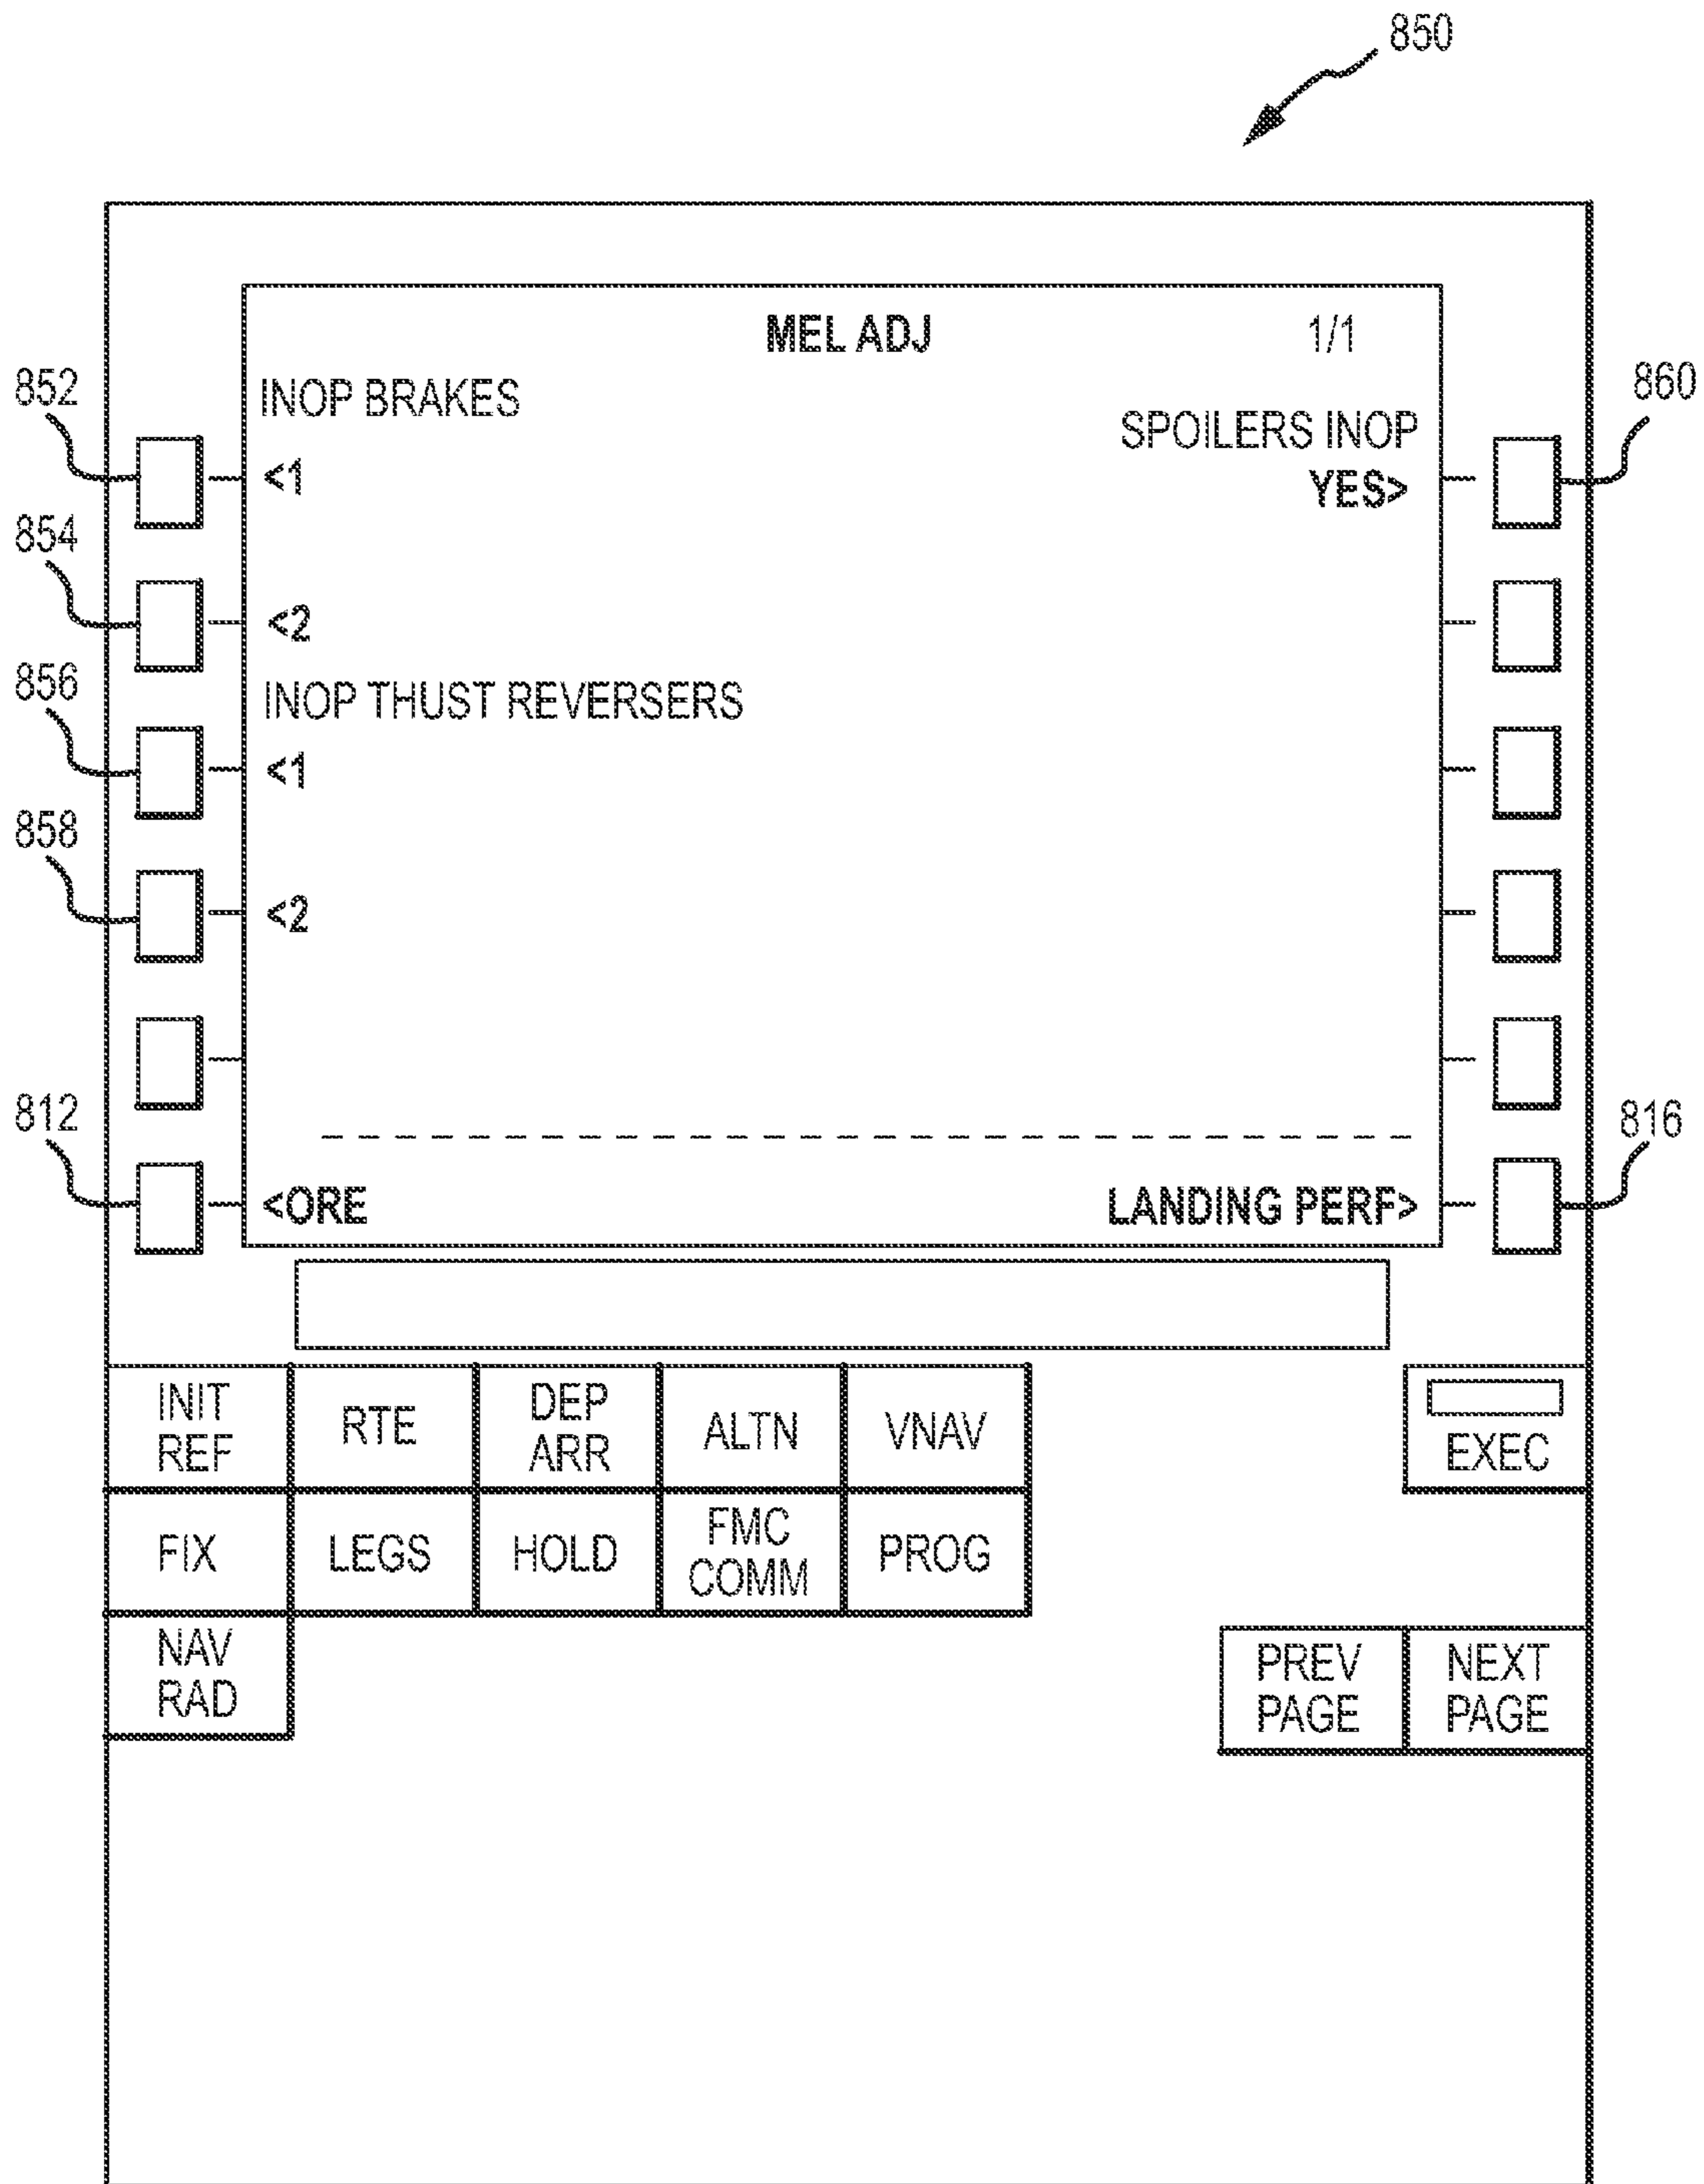 850
MEL ADJ 1/1
852 INOP BRAKES 860
SPOILERS INOP
<1 YES>
854
<2
856 INOP THUST REVERSERS
<1
858
<2
812 816
<ORE LANDING PERF>
INIT REF RTE DEP ARR ALTN VNAV EXEC
FIX LEGS HOLD FMC COMM PROG
NAV RAD PREV PAGE NEXT PAGE